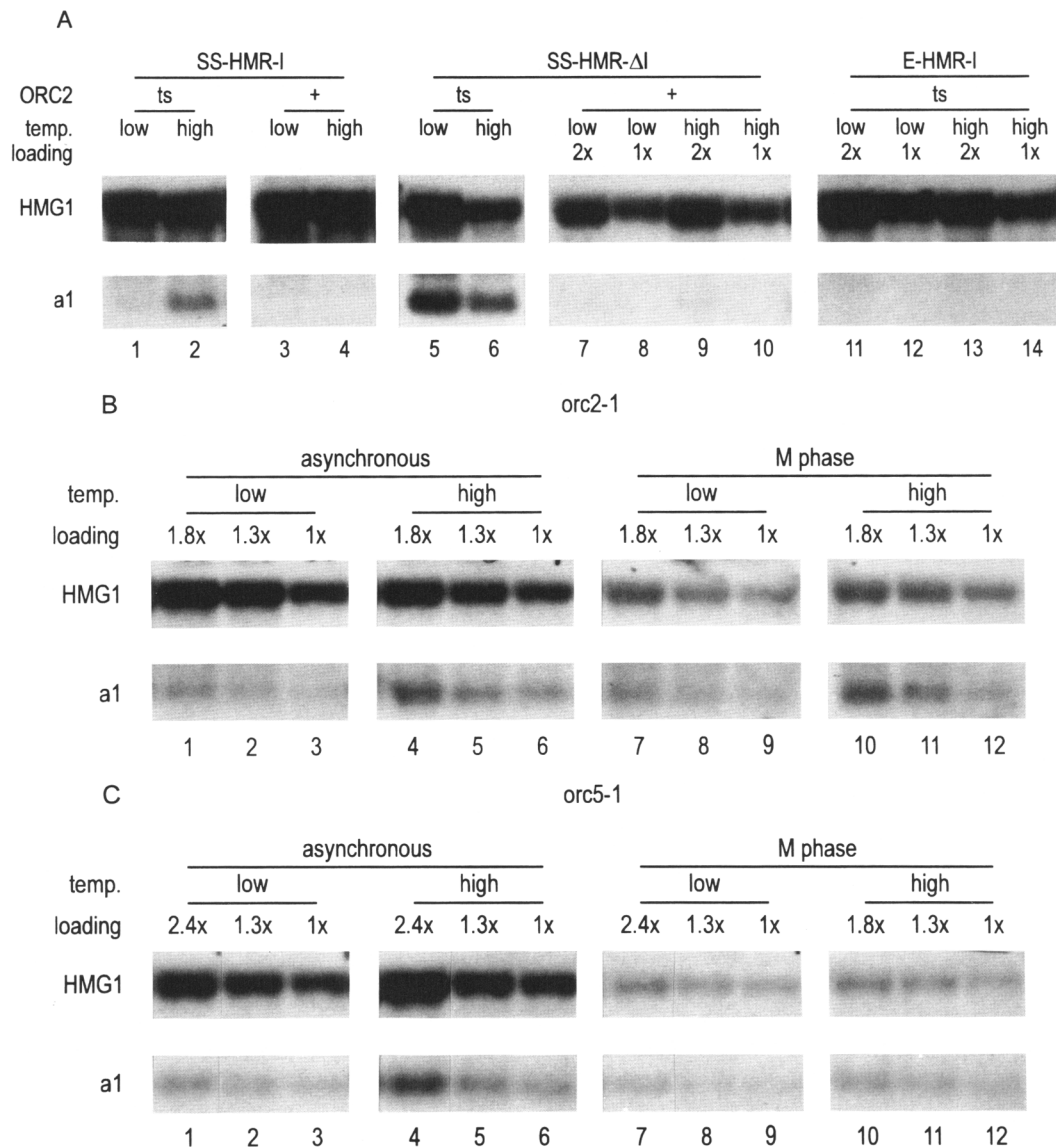 A
SS-HMR-I SS-HMR-ΔI E-HMR-I
ORC2 ts + ts + ts
temp. low high low high low high low low high high low low high high
loading 2x 1x 2x 1x 2x 1x 2x 1x
HMG1
a1
1 2 3 4 5 6 7 8 9 10 11 12 13 14
B orc2-1
asynchronous M phase
temp. low high low high
loading 1.8x 1.3x 1x 1.8x 1.3x 1x 1.8x 1.3x 1x 1.8x 1.3x 1x
HMG1
a1
1 2 3 4 5 6 7 8 9 10 11 12
C orc5-1
asynchronous M phase
temp. low high low high
loading 2.4x 1.3x 1x 2.4x 1.3x 1x 2.4x 1.3x 1x 1.8x 1.3x 1x
HMG1
a1
1 2 3 4 5 6 7 8 9 10 11 12